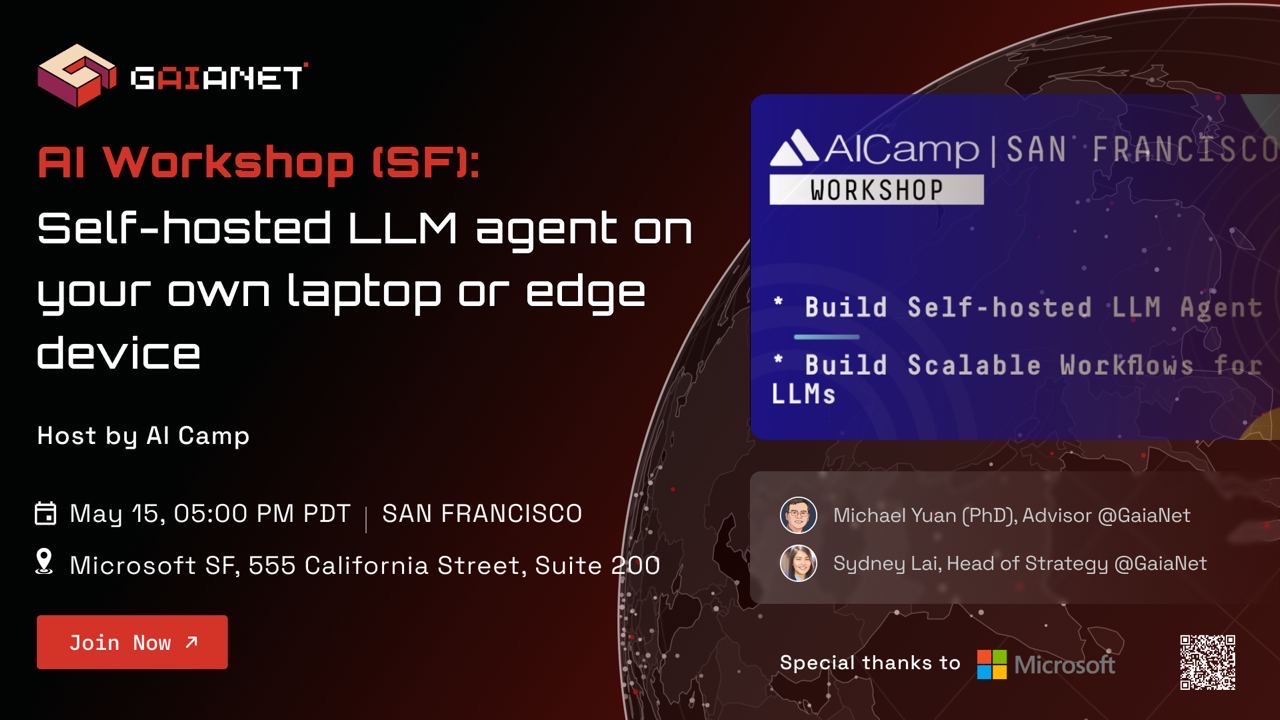 GAIANET
AI Workshop (SF):
Self-hosted LLM agent on
your own laptop or edge
device
Host by AI Camp
May 15, 05:00 PM PDT | SAN FRANCISCO
Microsoft SF, 555 California Street, Suite 200
Join Now ↗
AICamp | SAN FRANCISCO
WORKSHOP
* Build Self-hosted LLM Agent
* Build Scalable Workflows for
LLMs
Michael Yuan (PhD), Advisor @GaiaNet
Sydney Lai, Head of Strategy @GaiaNet
Special thanks to Microsoft